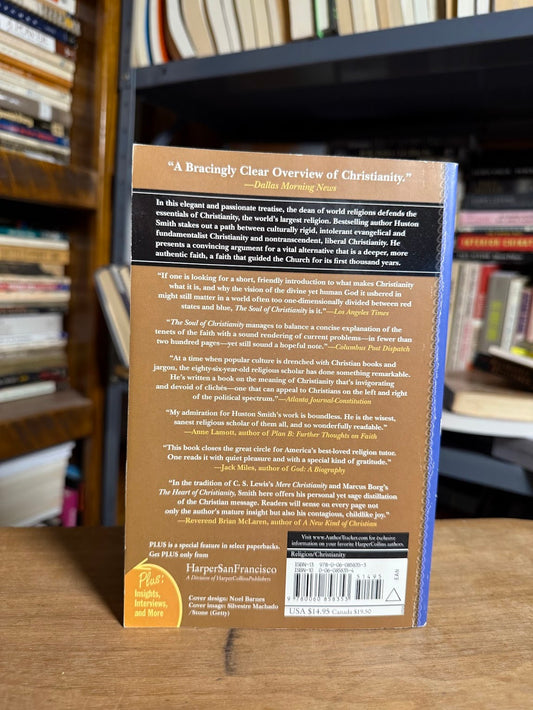 “A Bracingly Clear Overview of Christianity.”
—Dallas Morning News
In this elegant and passionate treatise, the dean of world religions defends the
essentials of Christianity, the world's largest religion. Bestselling author Huston
Smith stakes out a path between culturally rigid, intolerant evangelical and
fundamentalist Christianity and nontranscendent, liberal Christianity. He
presents a convincing argument for a vital alternative that is a deeper, more
authentic faith, a faith that guided the Church for its first thousand years.
“If one is looking for a short, friendly introduction to what makes Christianity
what it is, and why the vision of the divine yet human God it ushered in
might still matter in a world often too one-dimensionally divided between red
states and blue, The Soul of Christianity is it.”—Los Angeles Times
“The Soul of Christianity manages to balance a concise explanation of the
tenets of the faith with a sound rendering of current problems—in fewer than
two hundred pages—yet still sound a hopeful note.”—Columbus Post Dispatch
“At a time when popular culture is drenched with Christian books and
jargon, the eighty-six-year-old religious scholar has done something remarkable.
He's written a book on the meaning of Christianity that's invigorating
and devoid of clichés—one that can appeal to Christians on the left and right
of the political spectrum.”—Atlanta Journal-Constitution
“My admiration for Huston Smith's work is boundless. He is the wisest,
sanest religious scholar of them all, and so wonderfully readable.”
—Anne Lamott, author of Plan B: Further Thoughts on Faith
“This book closes the great circle for America's best-loved religion tutor.
One reads it with quiet pleasure and with a special kind of gratitude.”
—Jack Miles, author of God: A Biography
“In the tradition of C. S. Lewis's Mere Christianity and Marcus Borg's
The Heart of Christianity, Smith here offers his personal yet sage distillation
of the Christian message. Readers will sense on every page not
only the author's mature insight but also his contagious, childlike joy.”
—Reverend Brian McLaren, author of A New Kind of Christian
PLUS is a special feature in select paperbacks.
Get PLUS only from
HarperSanFrancisco
A Division of HarperCollinsPublishers
Plus:
Insights,
Interviews,
and More
Cover design: Noel Barnes
Cover image: Silvestre Machado
/Stone (Getty)
Visit www.AuthorTracker.com for exclusive
information on your favorite HarperCollins authors.
Religion/Christianity
ISBN-13 978-0-06-085835-3
ISBN-10 0-06-085835-4
51495
EAN
9 780060 858353
USA $14.95 Canada $19.50